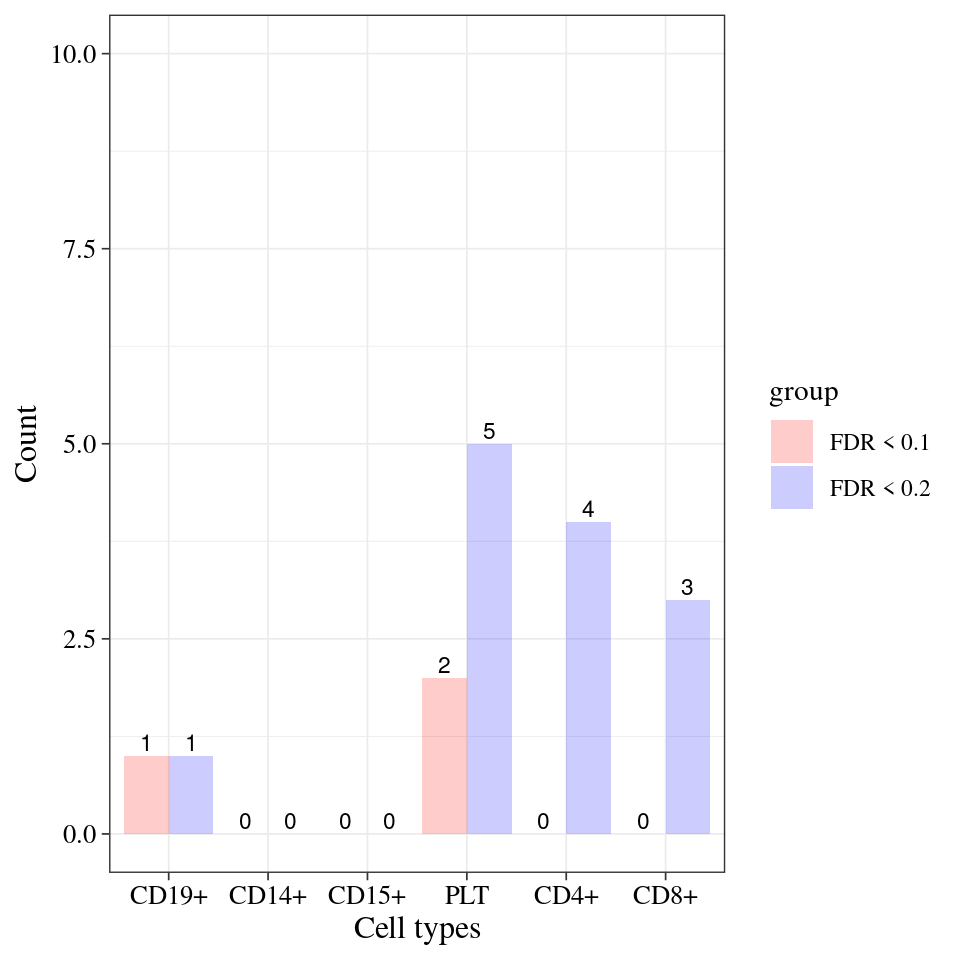 10.0
7.5
5.0
2.5
0.0
Count
1 1 0 0 0 0 2 5 0 4 0 3
CD19+ CD14+ CD15+ PLT CD4+ CD8+
Cell types
group
FDR < 0.1
FDR < 0.2